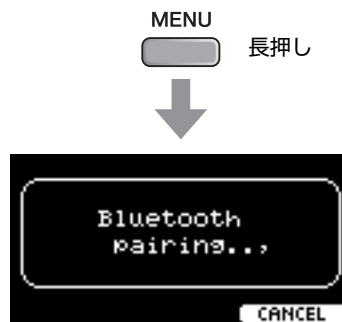 MENU
長押し
Bluetooth
pairing..,
CANCEL